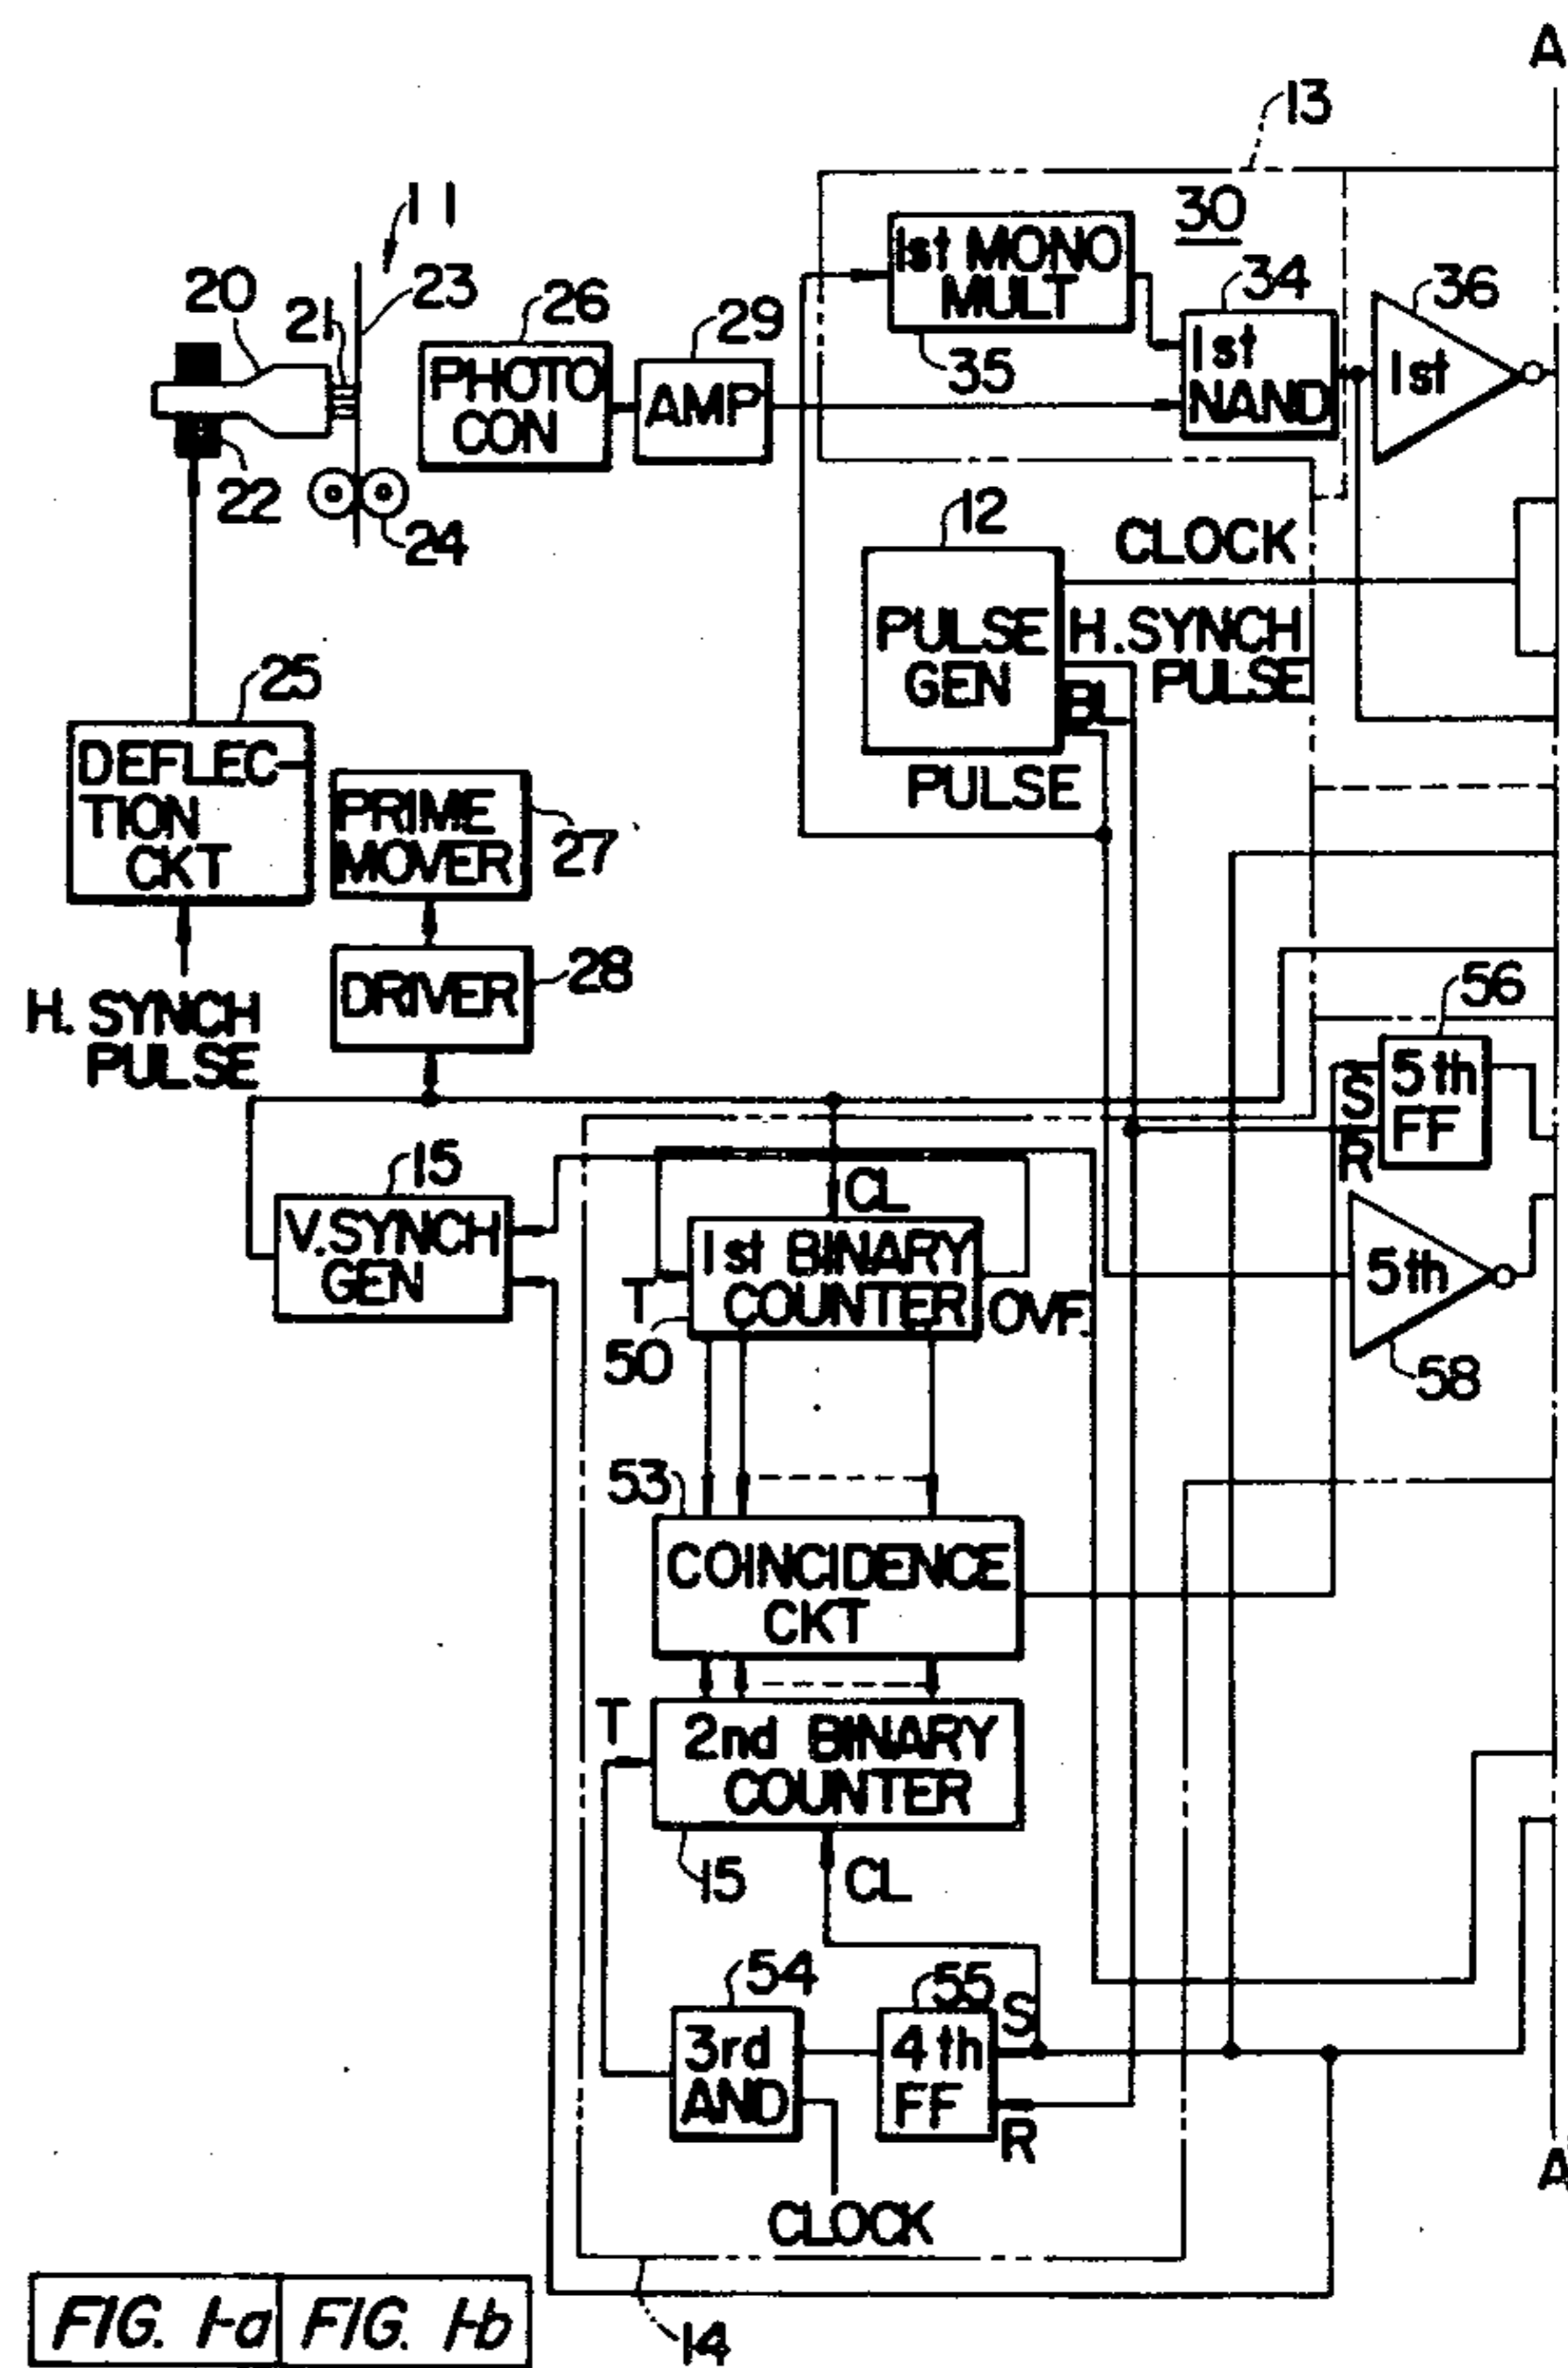 A
13
11
30
1st MONO
MULT
20
21
23
26
29
34
36
PHOTO
CON
AMP
35
1st
NAND
1st
22
24
12
CLOCK
PULSE
GEN
H. SYNCH
PULSE
BL
PULSE
25
DEFLEC-
TION
CKT
PRIME
MOVER
27
DRIVER
28
H. SYNCH
PULSE
56
S
5th
FF
R
15
CL
V. SYNCH
GEN
1st BINARY
COUNTER
T
OVF.
50
5th
58
53
COINCIDENCE
CKT
T
2nd BINARY
COUNTER
15
CL
54
55
S
3rd
AND
4th
FF
R
A
CLOCK
FIG. 1-a
FIG. 1-b
14